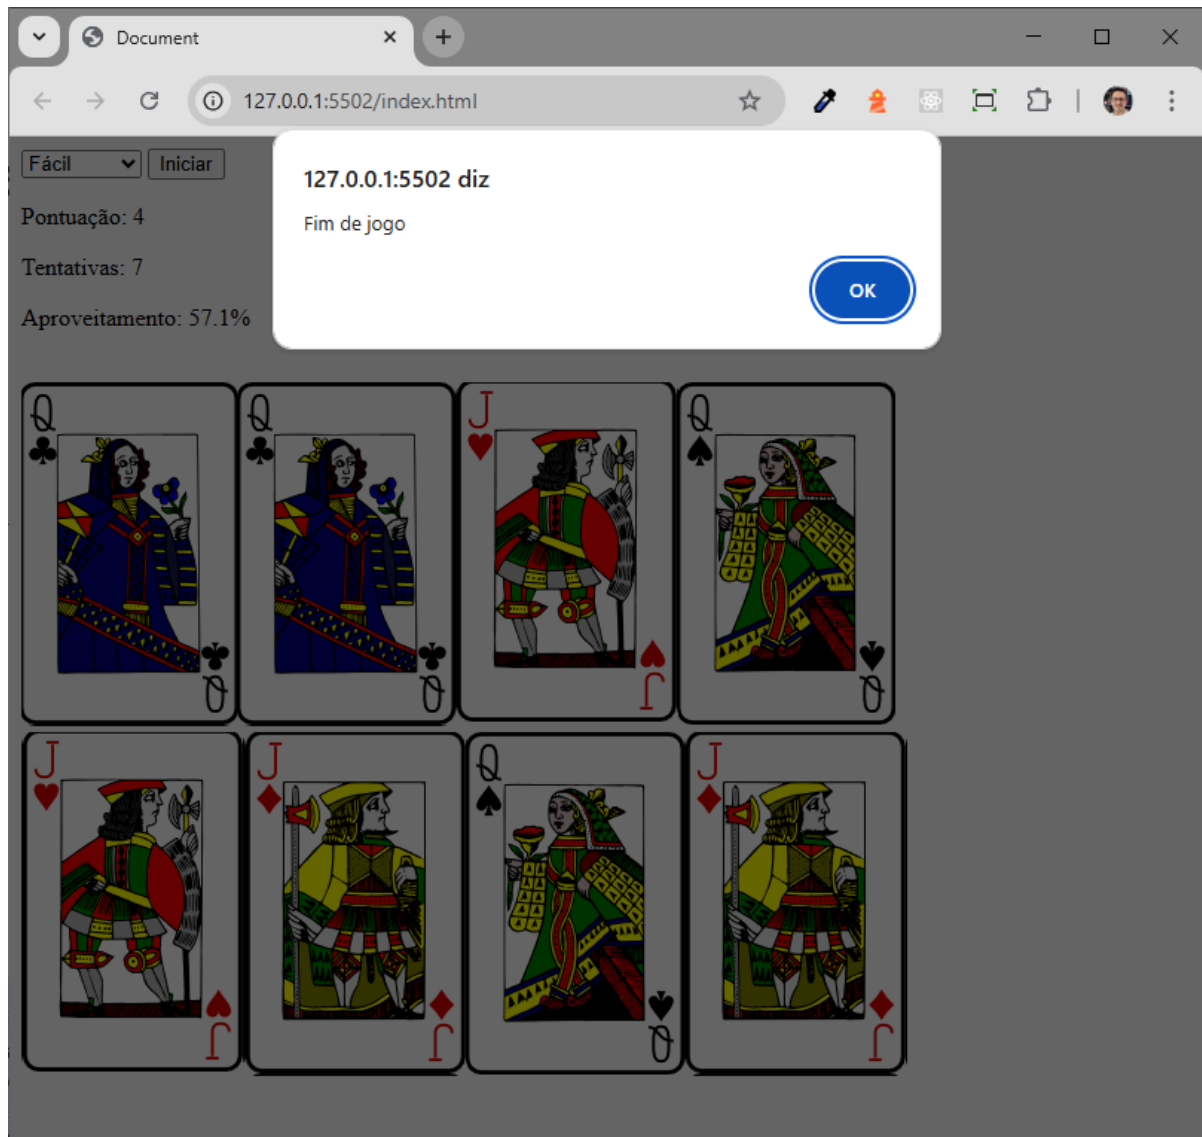 Document
127.0.0.1:5502/index.html
127.0.0.1:5502 diz
Fim de jogo
OK
Fácil Iniciar
Pontuação: 4
Tentativas: 7
Aproveitamento: 57.1%
Q Q J Q
Q Q J Q
J J Q J
J J Q J